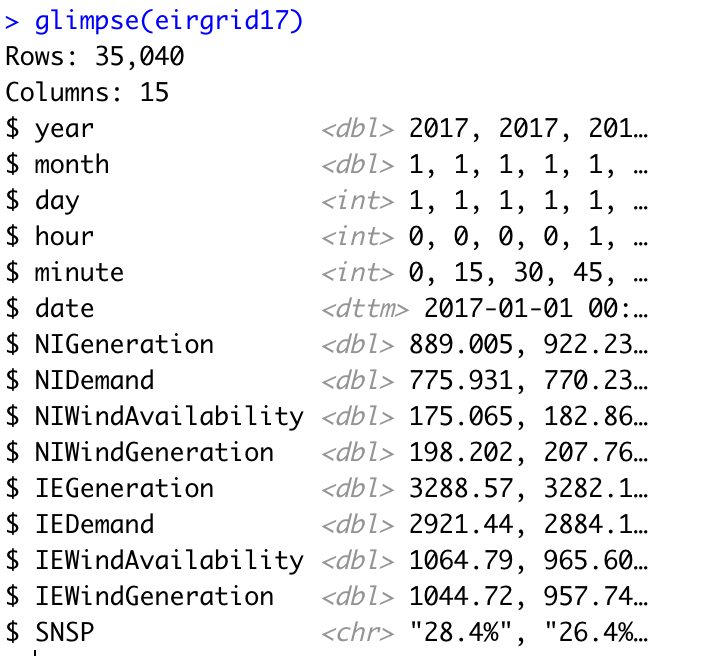 > glimpse(eirgrid17)
Rows: 35,040
Columns: 15
$ year <dbl> 2017, 2017, 201…
$ month <dbl> 1, 1, 1, 1, 1, …
$ day <int> 1, 1, 1, 1, 1, …
$ hour <int> 0, 0, 0, 0, 1, …
$ minute <int> 0, 15, 30, 45, …
$ date <dttm> 2017-01-01 00:…
$ NIGeneration <dbl> 889.005, 922.23…
$ NIDemand <dbl> 775.931, 770.23…
$ NIWindAvailability <dbl> 175.065, 182.86…
$ NIWindGeneration <dbl> 198.202, 207.76…
$ IEGeneration <dbl> 3288.57, 3282.1…
$ IEDemand <dbl> 2921.44, 2884.1…
$ IEWindAvailability <dbl> 1064.79, 965.60…
$ IEWindGeneration <dbl> 1044.72, 957.74…
$ SNSP <chr> "28.4%", "26.4%…